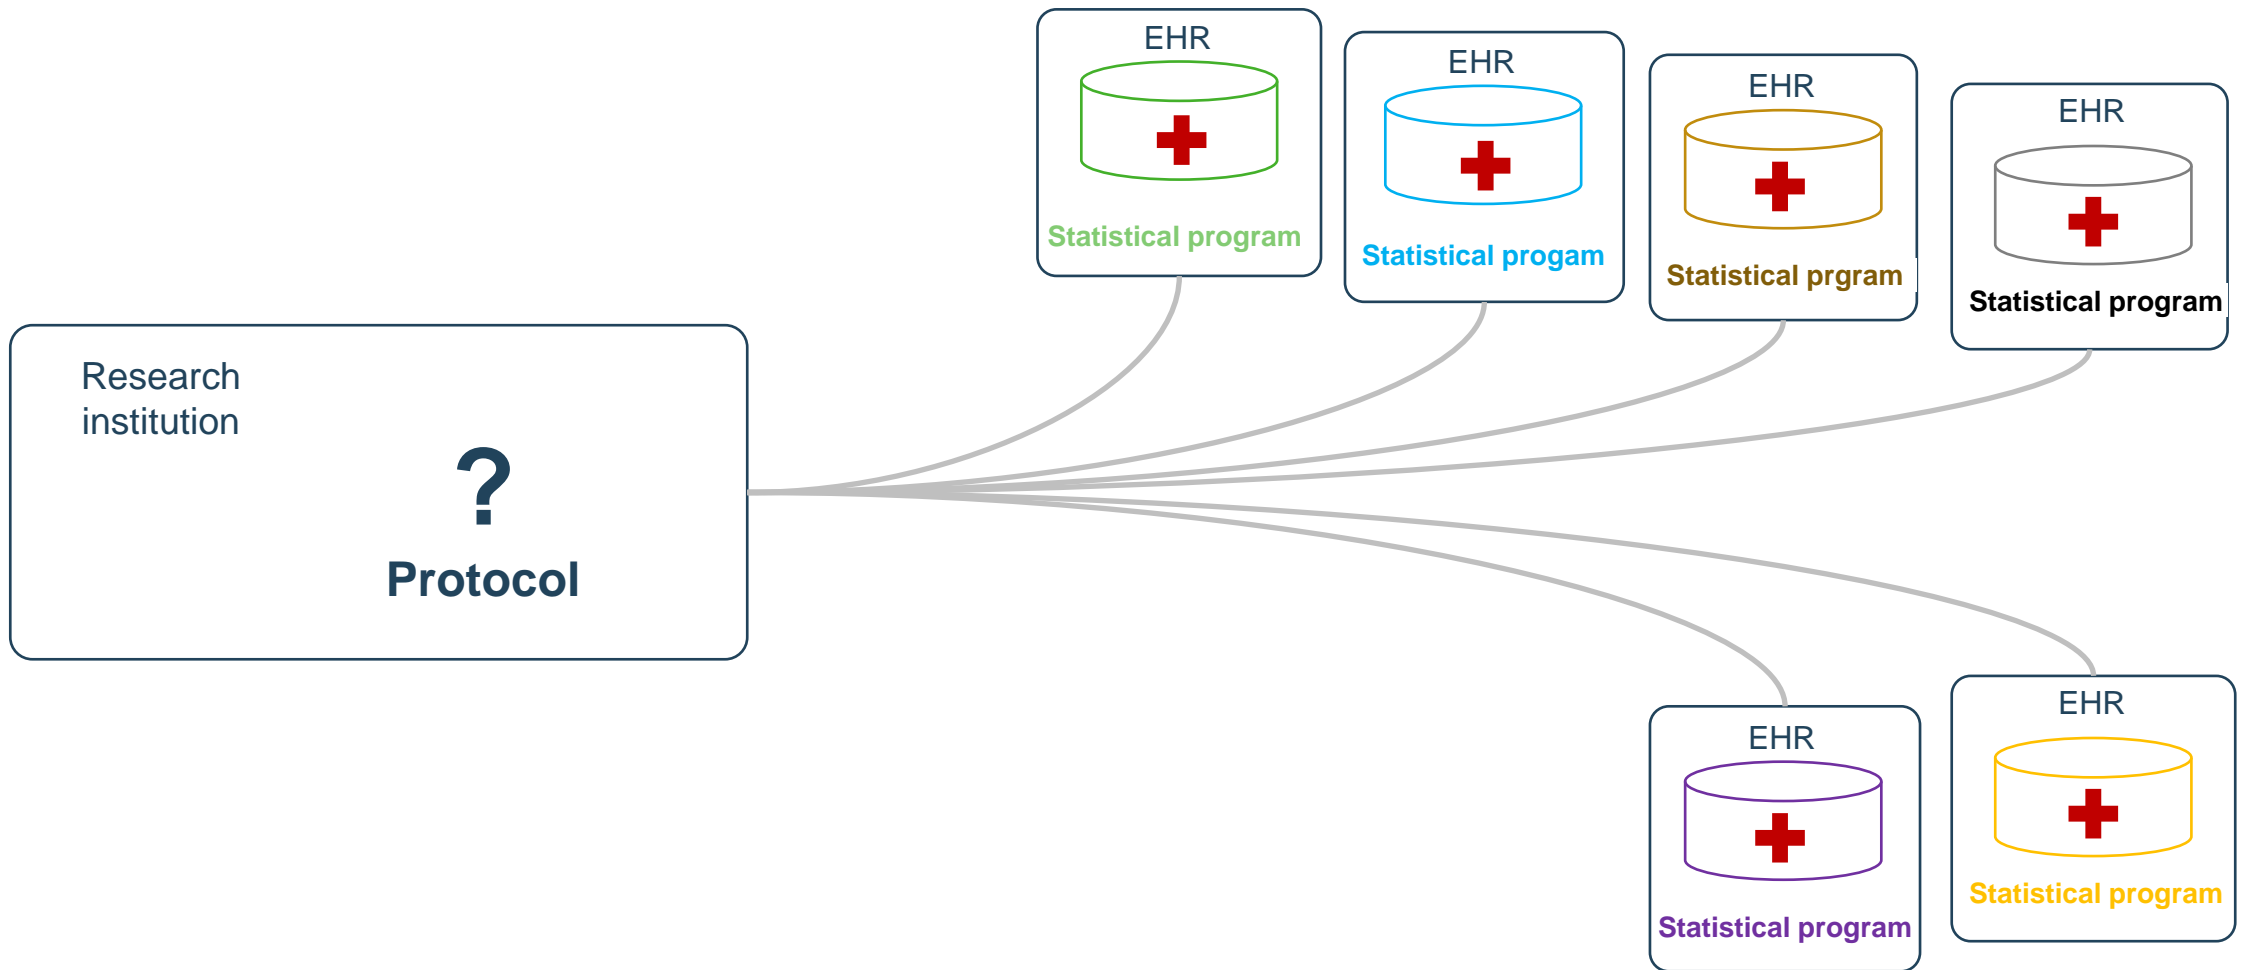 EHR
Statistical program
EHR
Statistical progam
EHR
Statistical prgram
EHR
Statistical program
Research
institution
?
Protocol
EHR
Statistical program
EHR
Statistical program